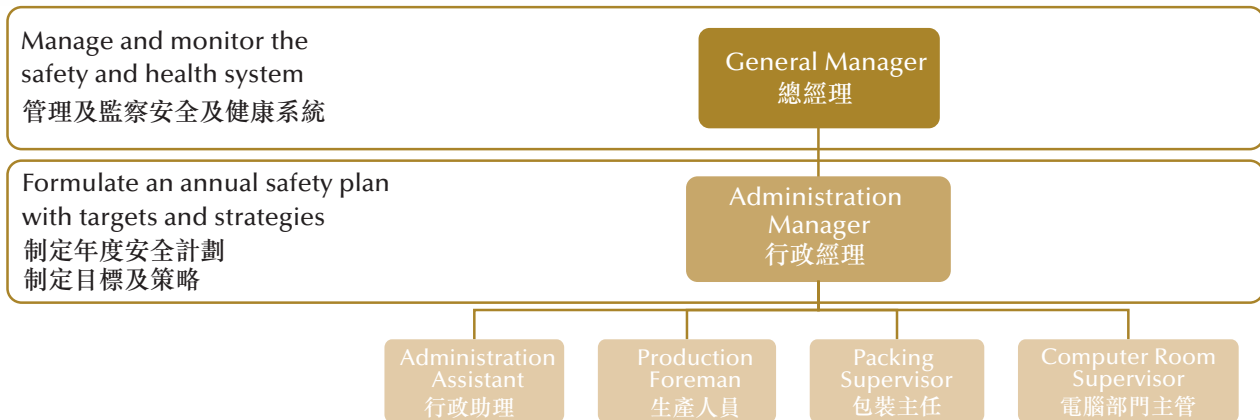 Manage and monitor the
safety and health system
管理及監察安全及健康系統
General Manager
總經理
Formulate an annual safety plan
with targets and strategies
制定年度安全計劃
制定目標及策略
Administration
Manager
行政經理
Administration
Assistant
行政助理
Production
Foreman
生產人員
Packing
Supervisor
包裝主任
Computer Room
Supervisor
電腦部門主管